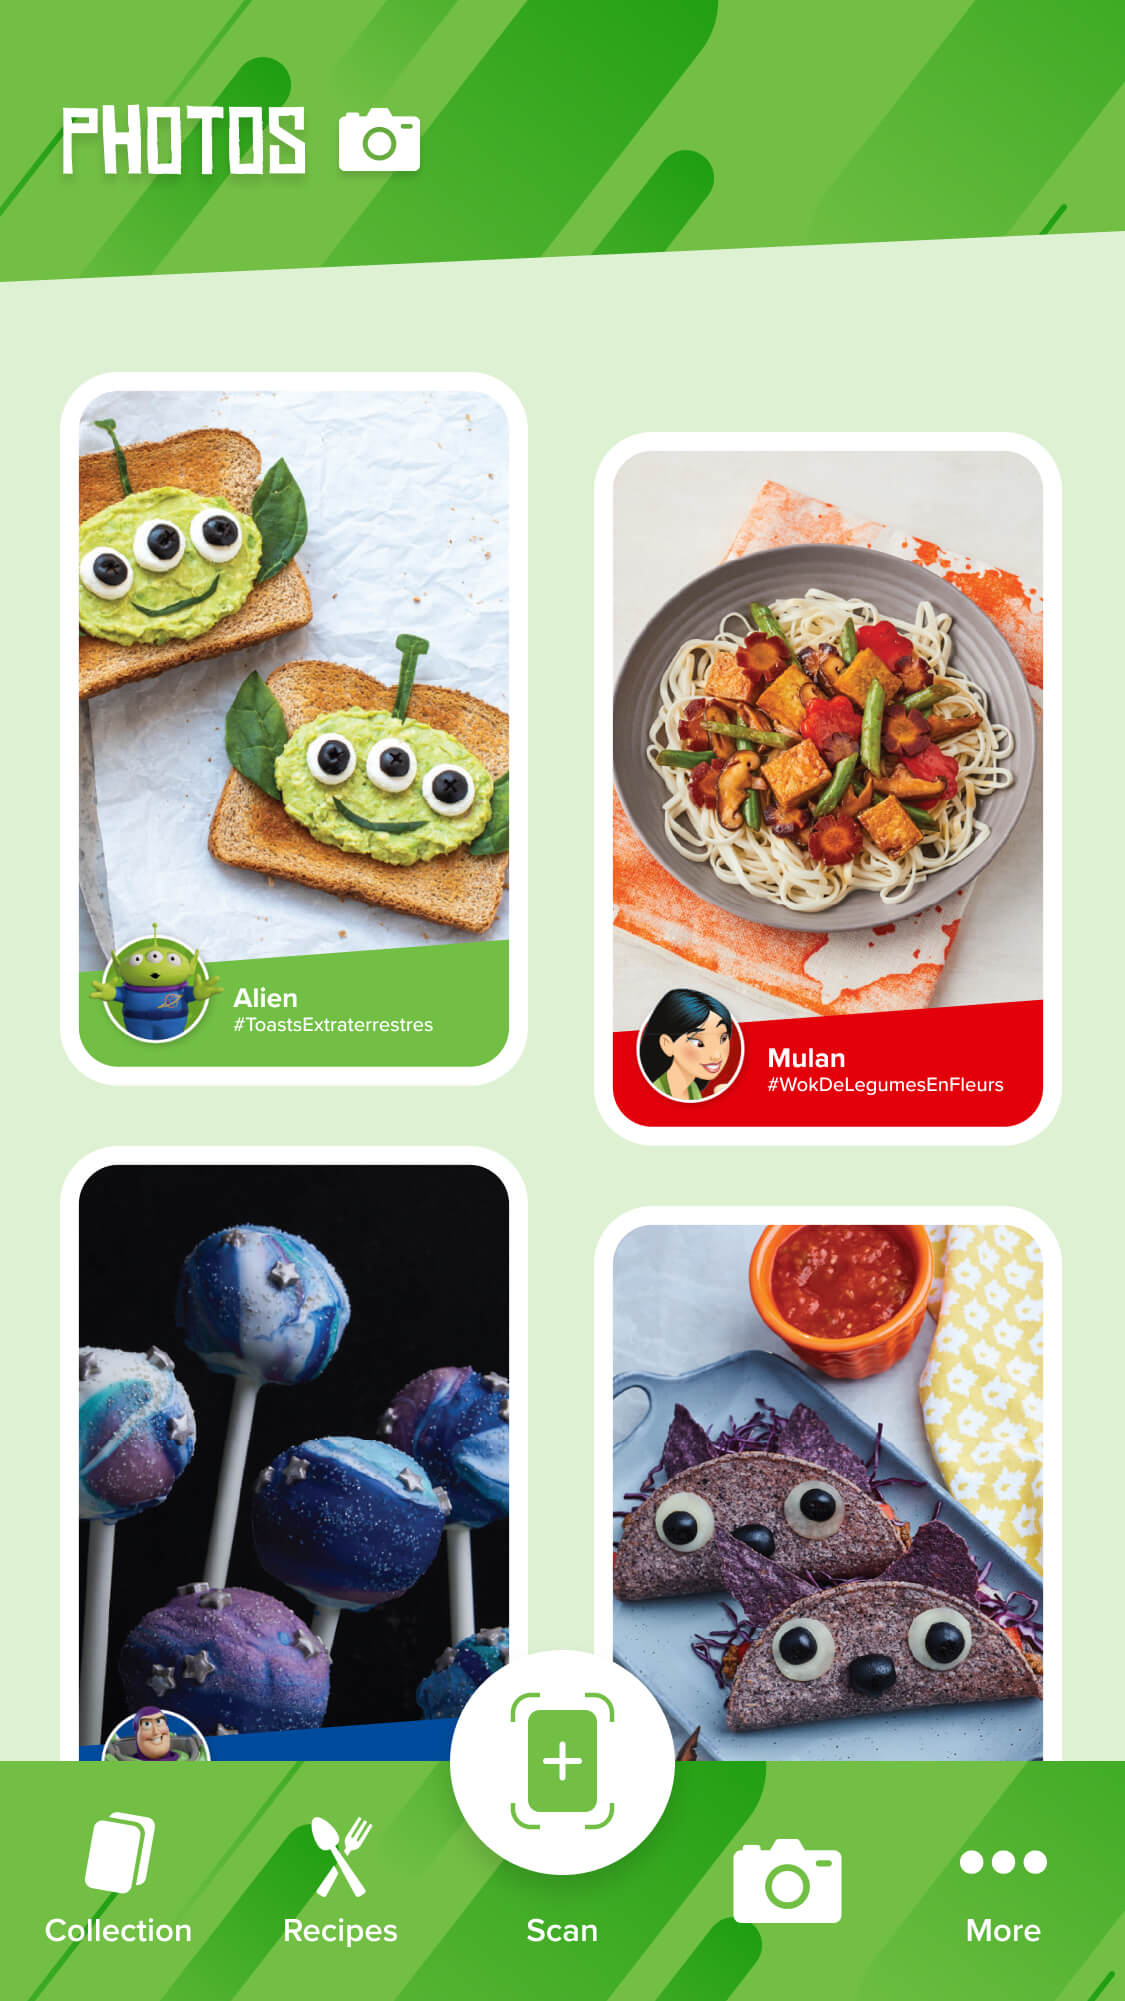 PHOTOS
Alien
#ToastsExtraterrestres
Mulan
#WokDeLegumesEnFleurs
Collection
Recipes
Scan
More